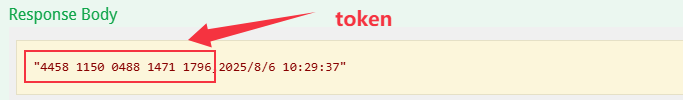 Response Body
token
"4458 1150 0488 1471 1796,2025/8/6 10:29:37"